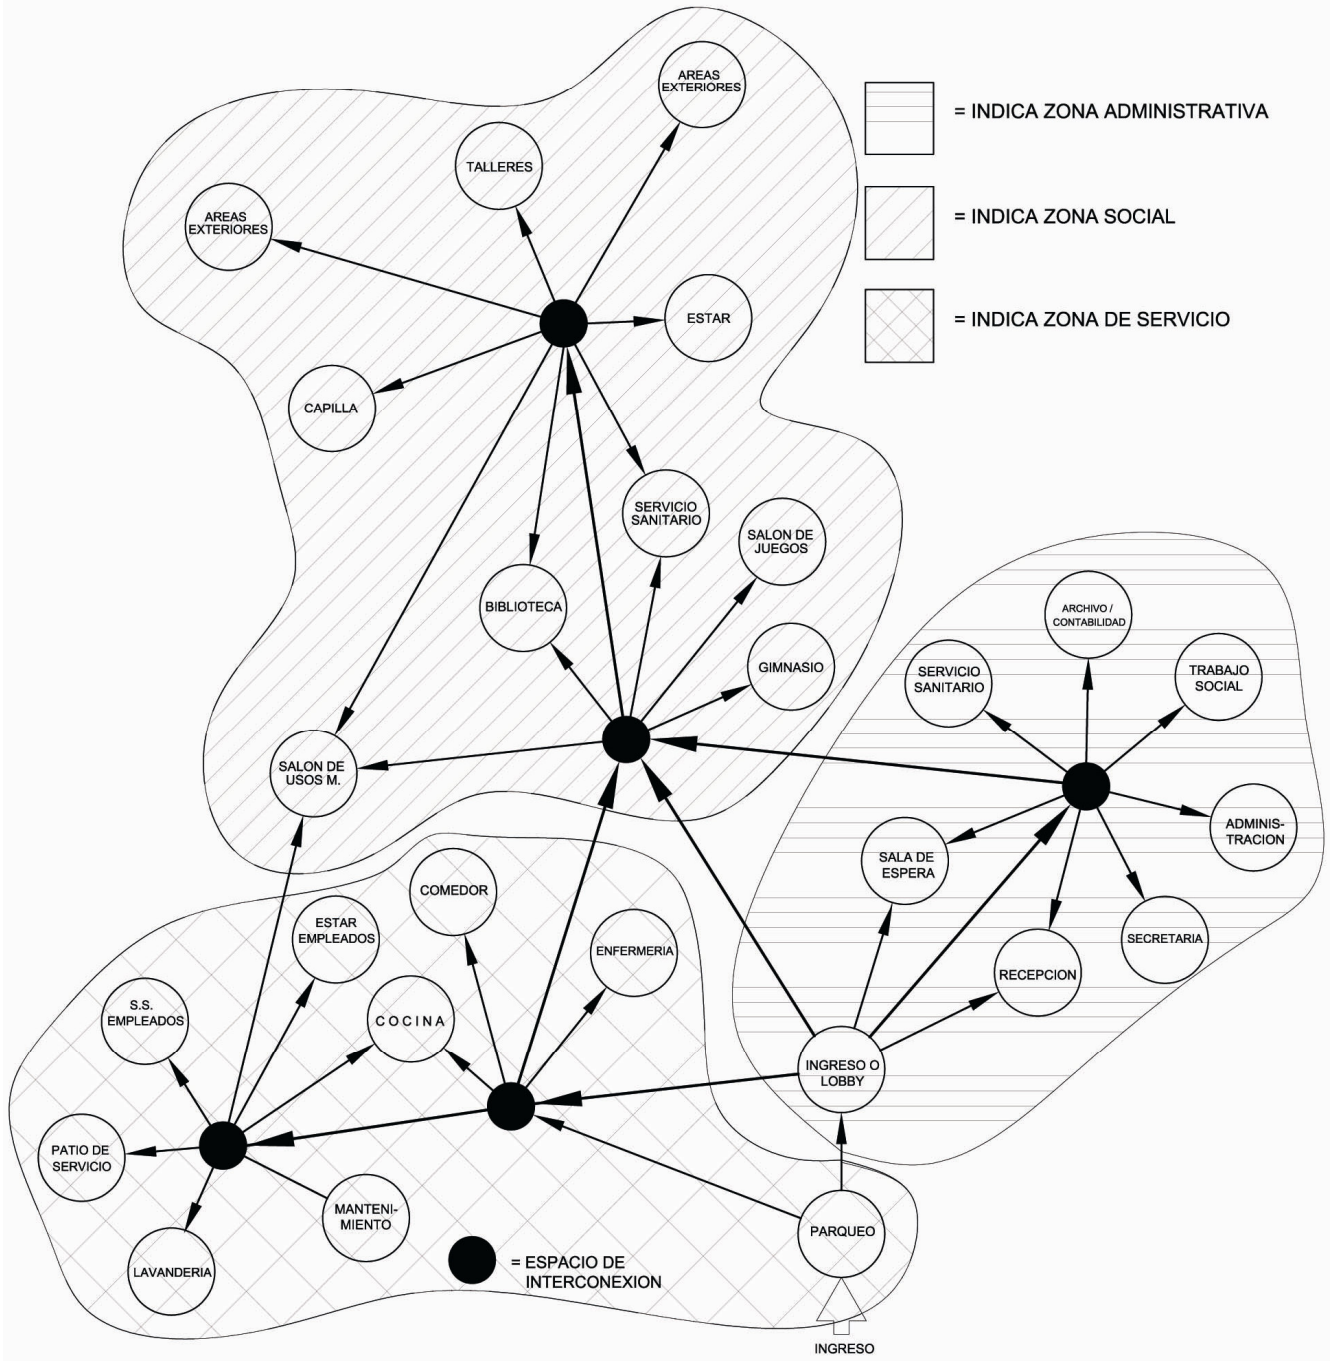 AREAS
EXTERIORES
= INDICA ZONA ADMINISTRATIVA
TALLERES
= INDICA ZONA SOCIAL
AREAS
EXTERIORES
= INDICA ZONA DE SERVICIO
ESTAR
CAPILLA
SERVICIO
SANITARIO
SALON DE
JUEGOS
BIBLIOTECA
ARCHIVO /
CONTABILIDAD
GIMNASIO
SERVICIO
SANITARIO
TRABAJO
SOCIAL
SALON DE
USOS M.
ADMINIS-
TRACION
SALA DE
ESPERA
COMEDOR
ESTAR
EMPLEADOS
ENFERMERIA
SECRETARIA
RECEPCION
S.S.
EMPLEADOS
COCINA
INGRESO O
LOBBY
PATIO DE
SERVICIO
MANTENI-
MIENTO
PARQUEO
LAVANDERIA
= ESPACIO DE
INTERCONEXION
INGRESO